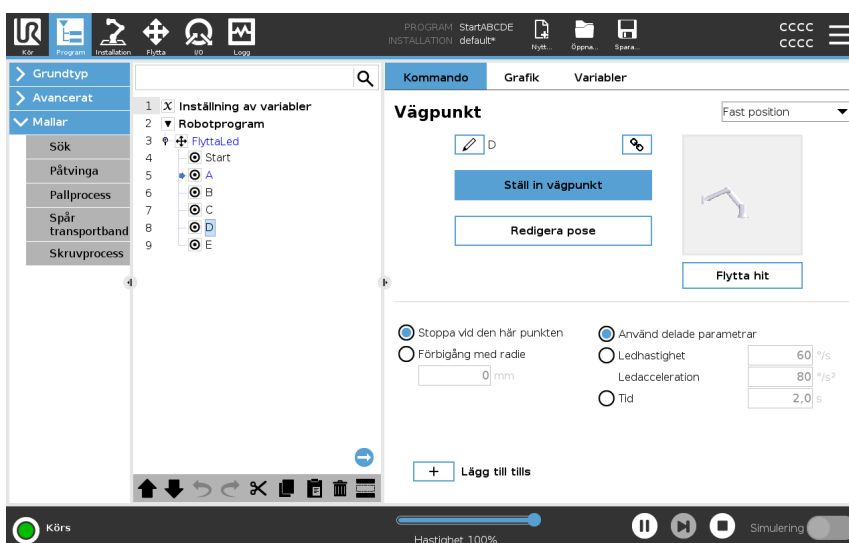 UR
PROGRAM StartABCDE
INSTALLATION default*
CCCC
CCCC
Kör Program Installation Flytta I/O Logg
Nytt... Öppna... Spara...
Grundtyp
Avancerat
Mallar
Sök
Påtvinga
Pallprocess
Spår
transportband
Skruvprocess
1 X Inställning av variabler
2 Robotprogram
3 FlyttaLed
4 Start
5 A
6 B
7 C
8 D
9 E
Kommando Grafik Variabler
Vägpunkt
Fast position
D
Ställ in vägpunkt
Redigera pose
Flytta hit
Stoppa vid den här punkten
Förbigång med radie
0 mm
Använd delade parametrar
Ledhastighet 60 °/s
Ledacceleration 80 °/s²
Tid 2,0 s
+ Lägg till tills
Körs
Hastighet 100%
Simulering